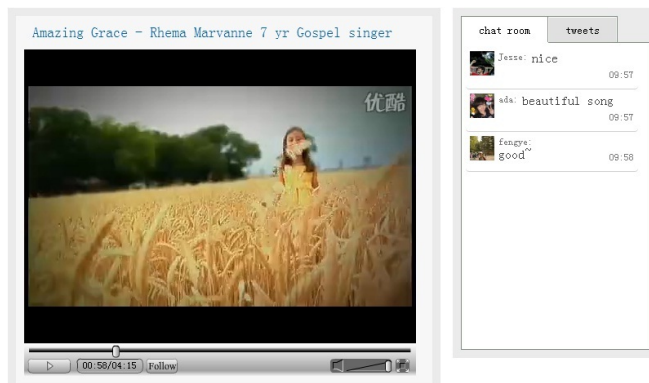 Amazing Grace - Rhema Marvanne 7 yr Gospel singer
优酷
00:58/04:15 Follow
chat room tweets
Jesse: nice
09:57
ada: beautiful song
09:57
fengye:
good~
09:58